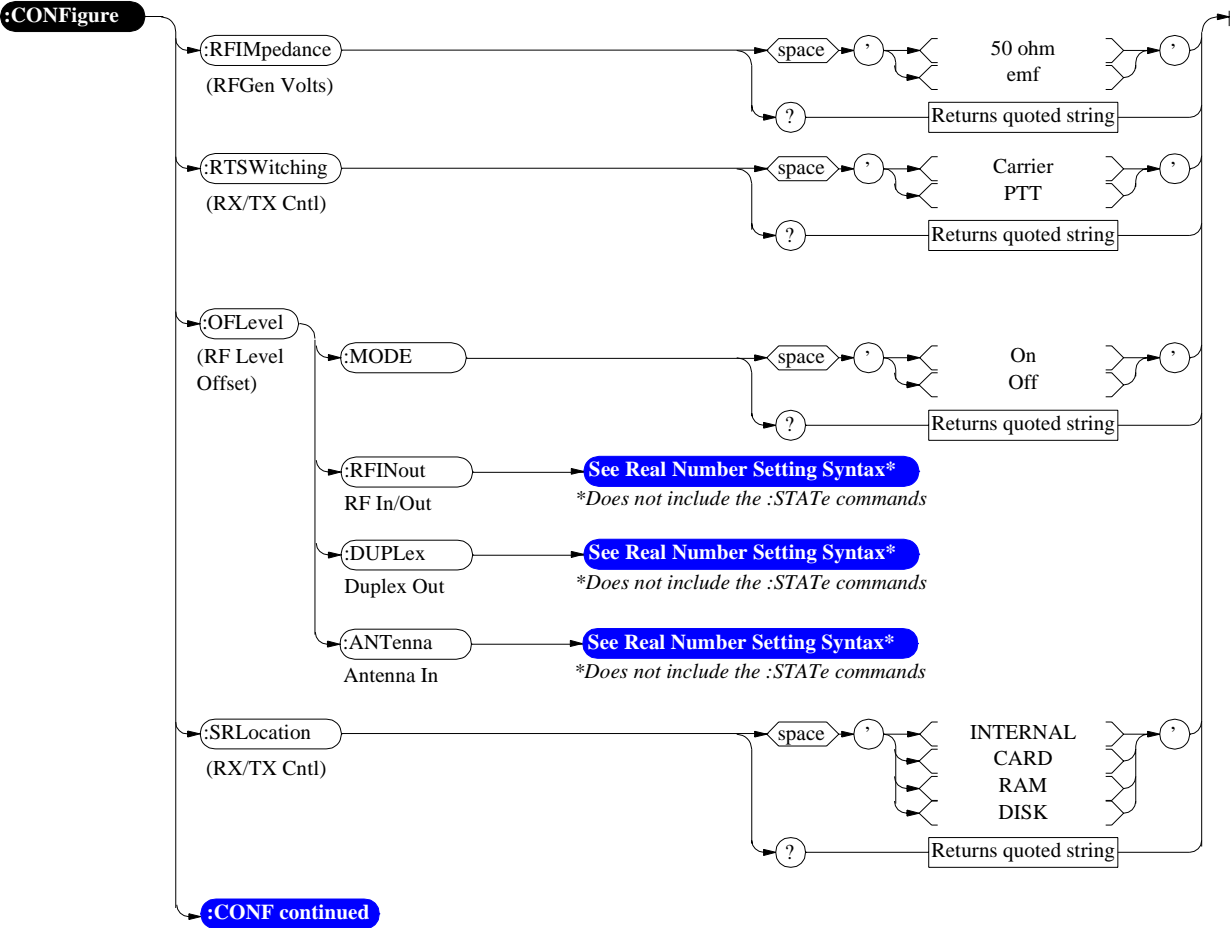 :CONFigure
:RFIMpedance
(RFGen Volts)
space
'
50 ohm
emf
'
?
Returns quoted string
:RTSWitching
(RX/TX Cntl)
space
'
Carrier
PTT
'
?
Returns quoted string
:OFLevel
(RF Level
Offset)
:MODE
space
'
On
Off
'
?
Returns quoted string
:RFINout
RF In/Out
See Real Number Setting Syntax*
*Does not include the :STATe commands
:DUPLex
Duplex Out
See Real Number Setting Syntax*
*Does not include the :STATe commands
:ANTenna
Antenna In
See Real Number Setting Syntax*
*Does not include the :STATe commands
:SRLocation
(RX/TX Cntl)
space
'
INTERNAL
CARD
RAM
DISK
'
?
Returns quoted string
:CONF continued